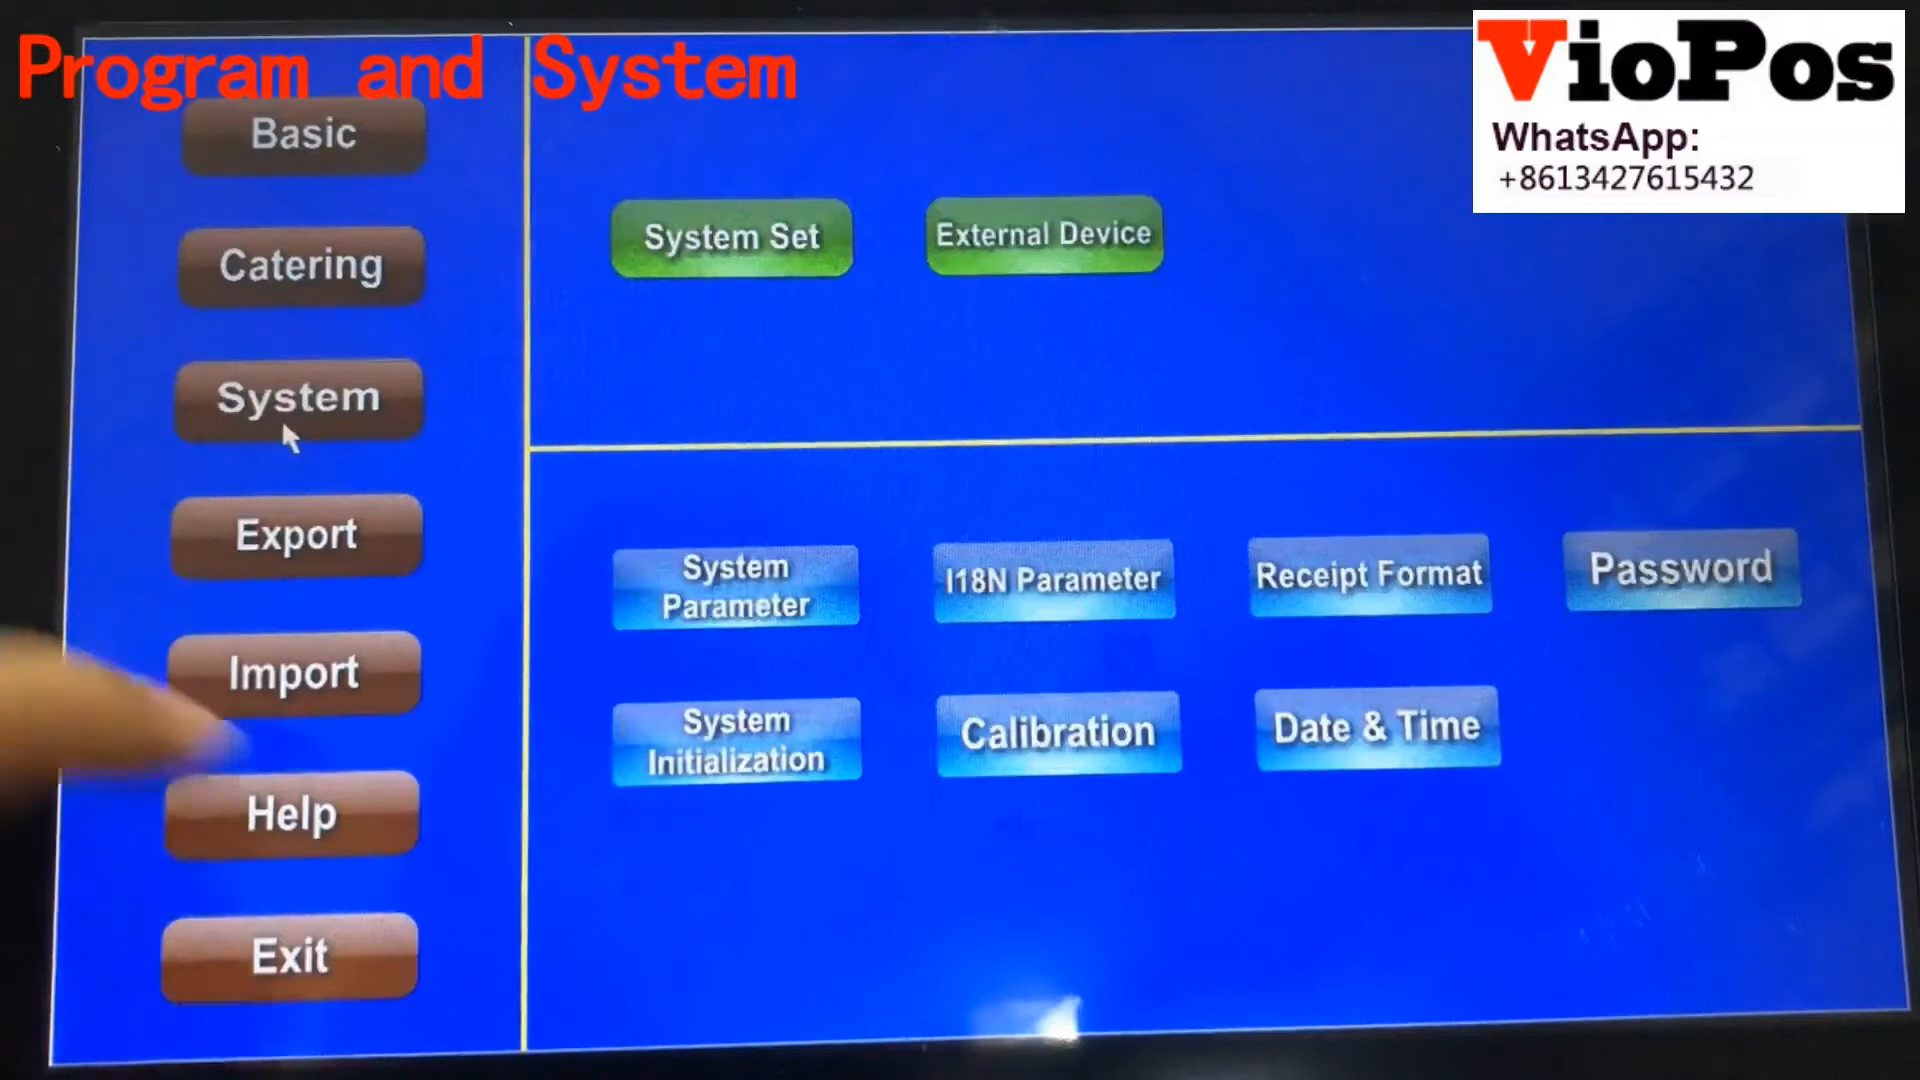 Program and System
VioPos
WhatsApp:
+8613427615432
Basic
Catering
System
Export
Import
Help
Exit
System Set
External Device
System
Parameter
I18N Parameter
Receipt Format
Password
System
Initialization
Calibration
Date & Time